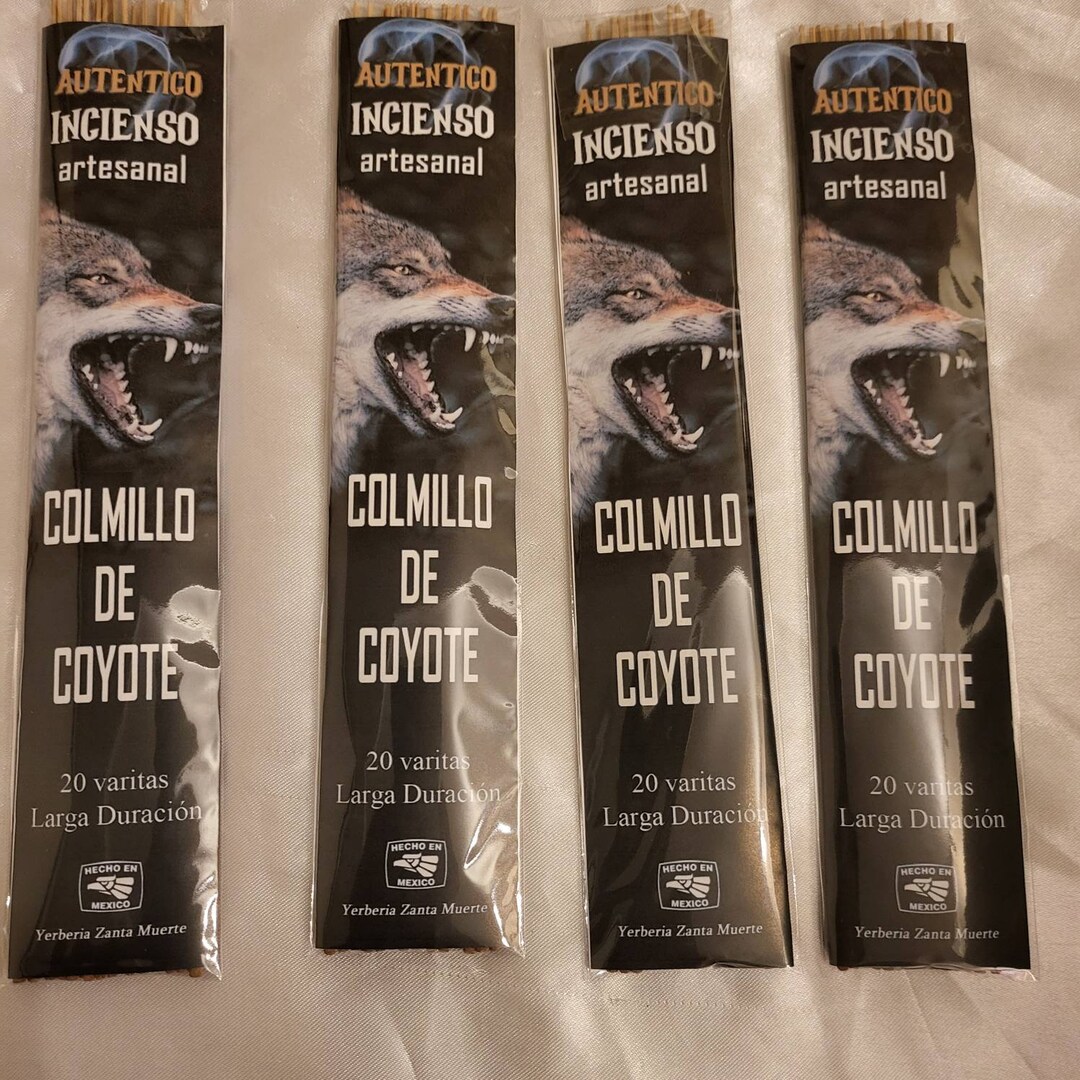 AUTENTICO
INCIENSO
artesanal
COLMILLO
DE
COYOTE
20 varitas
Larga Duración
HECHO EN
MEXICO
Yerberia Zanta Muerte
AUTENTICO
INCIENSO
artesanal
COLMILLO
DE
COYOTE
20 varitas
Larga Duración
HECHO EN
MEXICO
Yerberia Zanta Muerte
AUTENTICO
INCIENSO
artesanal
COLMILLO
DE
COYOTE
20 varitas
Larga Duración
HECHO EN
MEXICO
Yerberia Zanta Muerte
AUTENTICO
INCIENSO
artesanal
COLMILLO
DE
COYOTE
20 varitas
Larga Duración
HECHO EN
MEXICO
Yerberia Zanta Muerte